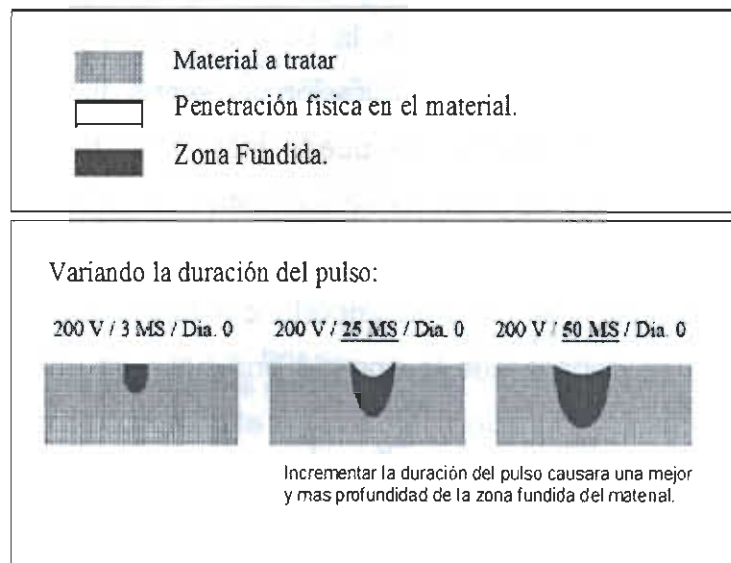 Material a tratar
Penetración fisica en el material.
Zona Fundida.
Variando la duración del pulso:
200 V / 3 MS / Dia. 0 200 V / 25 MS / Dia. 0 200 V / 50 MS / Dia. 0
Incrementar la duración del pulso causara una mejor
y mas profundidad de la zona fundida del material.